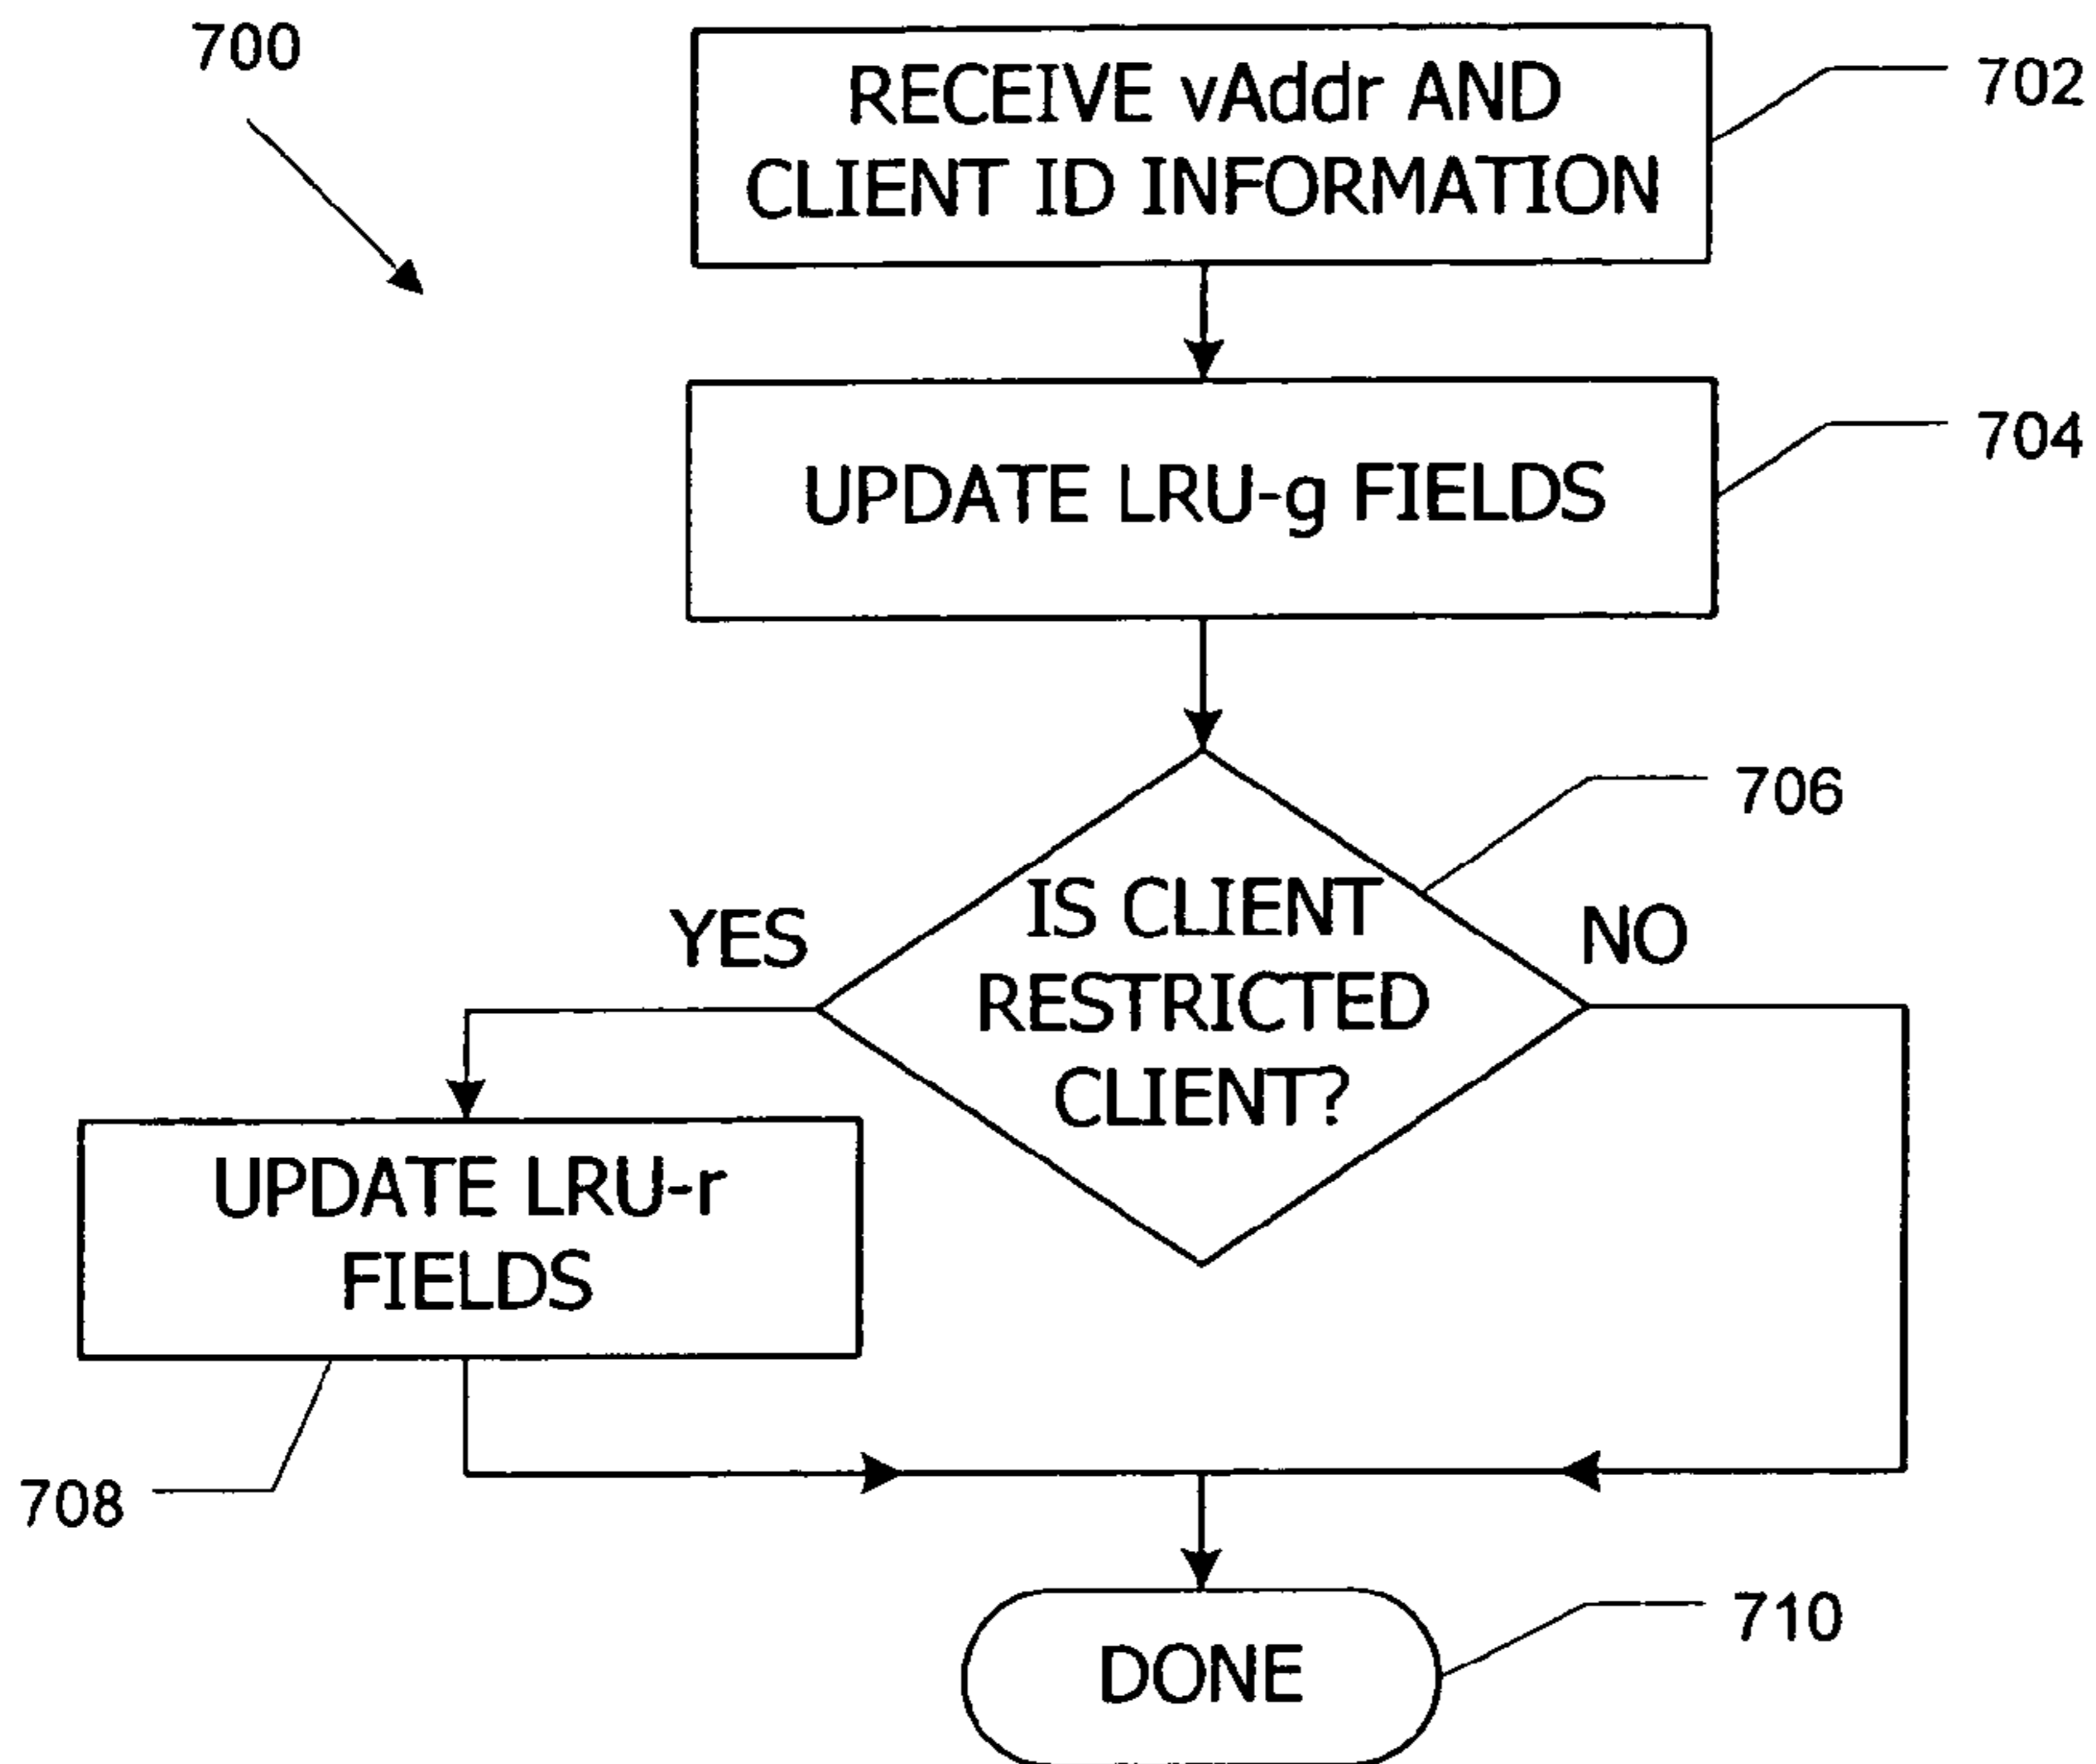 700
RECEIVE vAddr AND
CLIENT ID INFORMATION
702
UPDATE LRU-g FIELDS
704
706
IS CLIENT
RESTRICTED
CLIENT?
YES
NO
UPDATE LRU-r
FIELDS
708
DONE
710